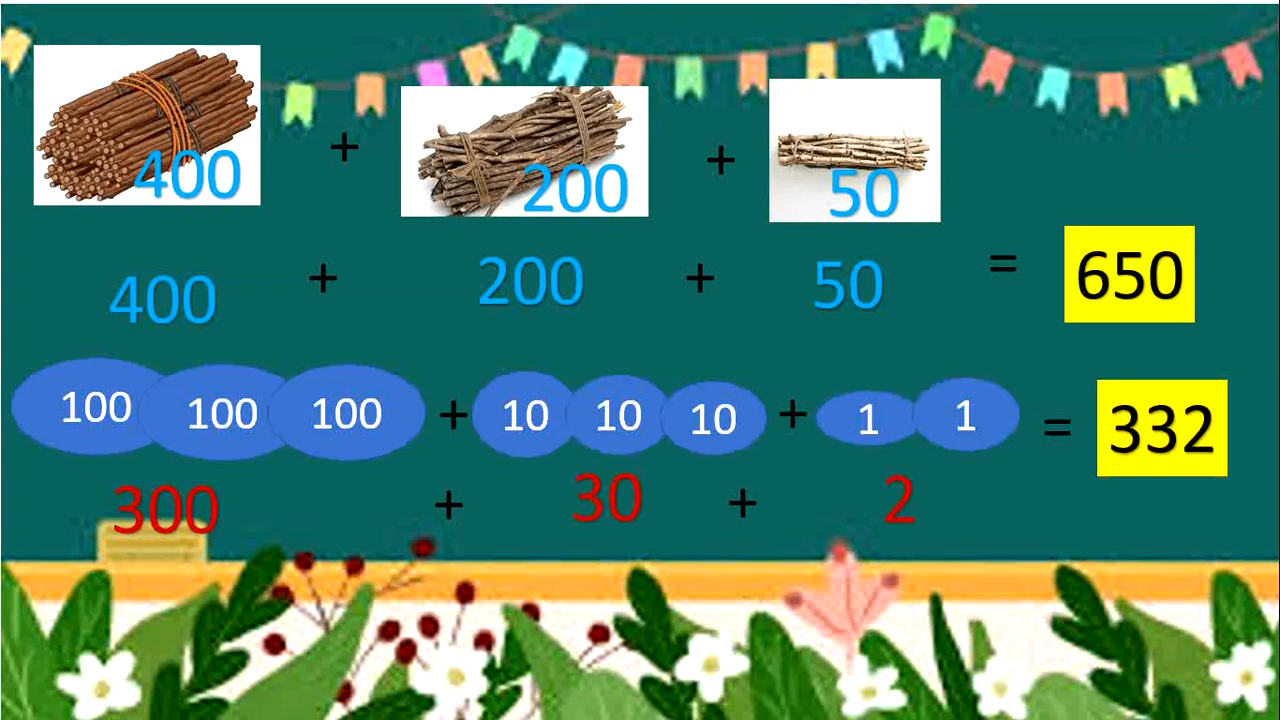 400 + 200 + 50
400 + 200 + 50 = 650
100 100 100 + 10 10 10 + 1 1 = 332
300 + 30 + 2